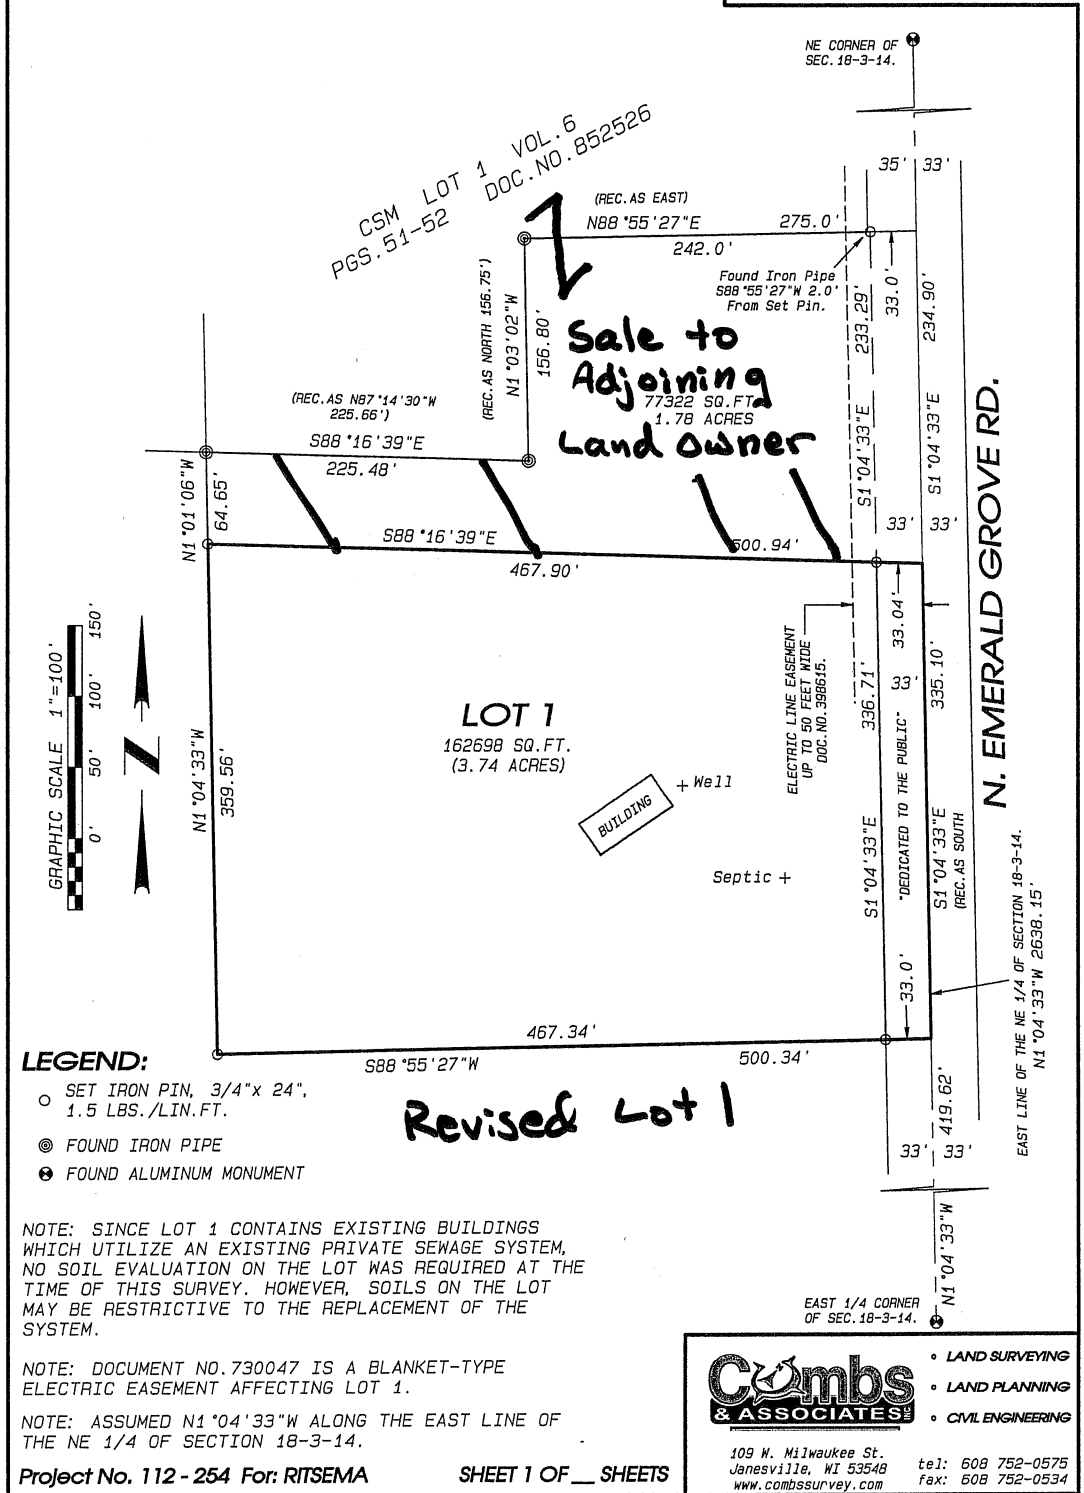 NE CORNER OF
SEC.18-3-14.
35' 33'
CSM LOT 1 VOL.6
PGS.51-52 DOC.NO.852526
(REC.AS EAST)
N88°55'27"E 275.0'
242.0'
Found Iron Pipe
S88°55'27"W 2.0'
From Set Pin.
33.0'
233.29'
234.90'
(REC.AS NORTH 156.75')
N1°03'02"W
156.80'
Sale to
Adjoining
77322 SQ.FT.
1.78 ACRES
Land Owner
(REC.AS N87°14'30"W
225.66')
S88°16'39"E
225.48'
S1°04'33"E
S1°04'33"E
N. EMERALD GROVE RD.
N1°01'06"W
64.65'
33' 33'
S88°16'39"E 500.94'
467.90'
GRAPHIC SCALE 1"=100'
0' 50' 100' 150'
N
N1°04'33"W
359.56'
LOT 1
162698 SQ.FT.
(3.74 ACRES)
BUILDING
Well
Septic
ELECTRIC LINE EASEMENT
UP TO 50 FEET WIDE
DOC.NO.398615.
33.04'
336.71'
33'
335.10'
"DEDICATED TO THE PUBLIC"
S1°04'33"E
S1°04'33"E
(REC.AS SOUTH
33.0'
EAST LINE OF THE NE 1/4 OF SECTION 18-3-14.
N1°04'33"W 2638.15'
467.34'
S88°55'27"W 500.34'
Revised Lot 1
419.62'
33' 33'
N1°04'33"W
EAST 1/4 CORNER
OF SEC.18-3-14.
LEGEND:
SET IRON PIN, 3/4"x 24",
1.5 LBS./LIN.FT.
FOUND IRON PIPE
FOUND ALUMINUM MONUMENT
NOTE: SINCE LOT 1 CONTAINS EXISTING BUILDINGS
WHICH UTILIZE AN EXISTING PRIVATE SEWAGE SYSTEM,
NO SOIL EVALUATION ON THE LOT WAS REQUIRED AT THE
TIME OF THIS SURVEY. HOWEVER, SOILS ON THE LOT
MAY BE RESTRICTIVE TO THE REPLACEMENT OF THE
SYSTEM.
NOTE: DOCUMENT NO.730047 IS A BLANKET-TYPE
ELECTRIC EASEMENT AFFECTING LOT 1.
NOTE: ASSUMED N1°04'33"W ALONG THE EAST LINE OF
THE NE 1/4 OF SECTION 18-3-14.
Project No. 112 - 254 For: RITSEMA SHEET 1 OF __ SHEETS
Combs
& ASSOCIATES INC
• LAND SURVEYING
• LAND PLANNING
• CIVIL ENGINEERING
109 W. Milwaukee St.
Janesville, WI 53548
www.combssurvey.com
tel: 608 752-0575
fax: 608 752-0534